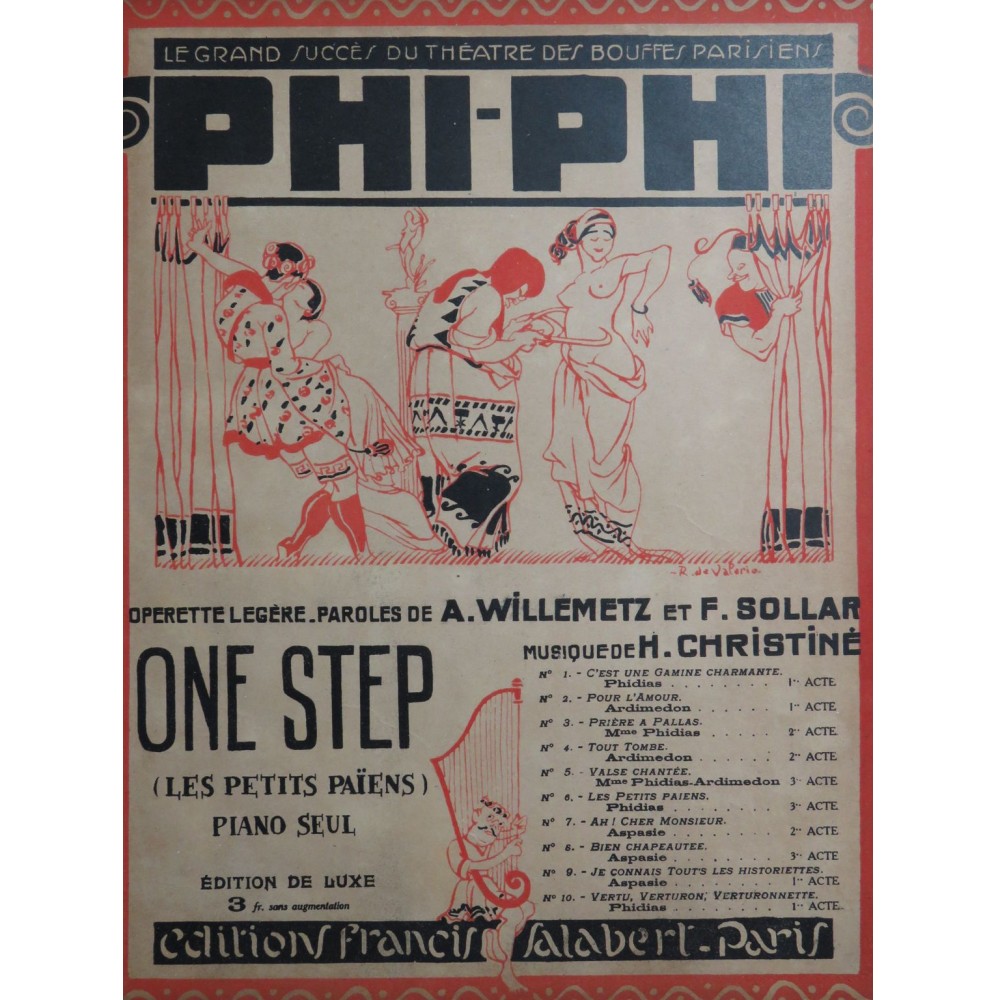 LE GRAND SUCCÈS DU THÉATRE DES BOUFFES PARISIENS
PHI-PHI
R. de Valerio
OPERETTE LEGÈRE_PAROLES DE A. WILLEMETZ ET F. SOLLAR
MUSIQUE DE H. CHRISTINÉ
ONE STEP
(LES PETITS PAÏENS)
PIANO SEUL
ÉDITION DE LUXE
3 fr. sans augmentation
No 1. - C'EST UNE GAMINE CHARMANTE.
Phidias . . . . . . . . 1er ACTE
No 2. - POUR L'AMOUR.
Ardimedon . . . . . . 1er ACTE
No 3. - PRIÈRE A PALLAS.
Mme Phidias . . . . . 2e ACTE
No 4. - TOUT TOMBE.
Ardimedon . . . . . . 2e ACTE
No 5. - VALSE CHANTÉE.
Mme Phidias-Ardimedon 3e ACTE
No 6. - LES PETITS PAIENS.
Phidias . . . . . . . . 3e ACTE
No 7. - AH ! CHER MONSIEUR.
Aspasie . . . . . . . . 2e ACTE
No 8. - BIEN CHAPEAUTEE.
Aspasie . . . . . . . . 3e ACTE
No 9. - JE CONNAIS TOUT'S LES HISTORIETTES.
Aspasie . . . . . . . . 1er ACTE
No 10. - VERTU, VERTURON, VERTURONNETTE.
Phidias . . . . . . . . 1er ACTE
editions francis salabert - Paris